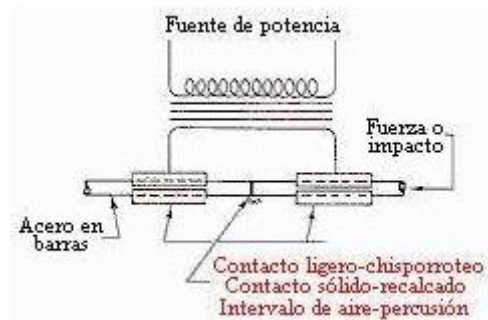 Fuente de potencia
Fuerza o
impacto
Acero en
barras
Contacto ligero-chisporroteo
Contacto sólido-recalcado
Intervalo de aire-percusión